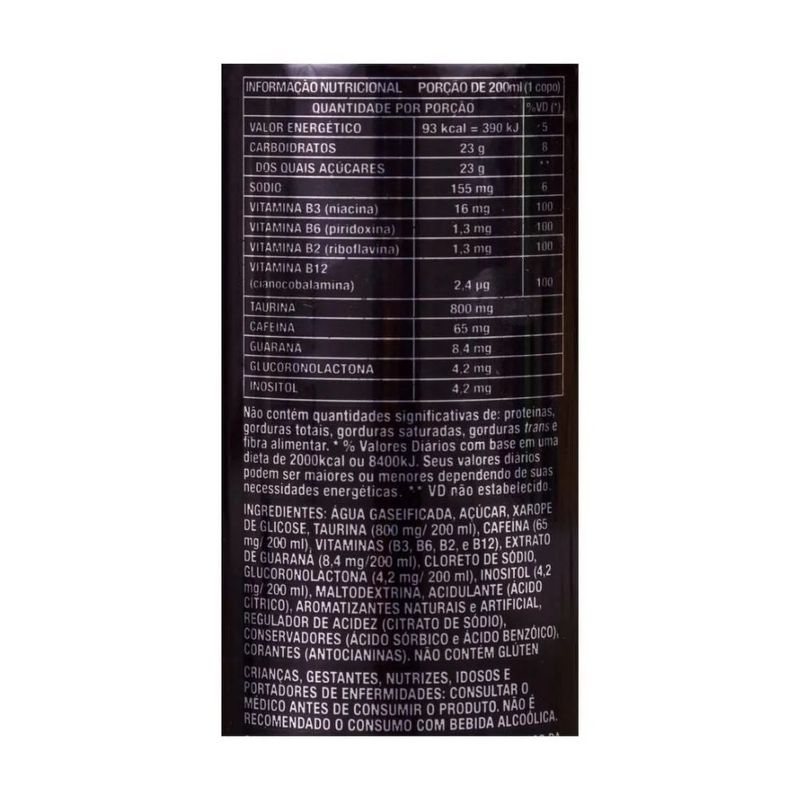 INFORMAÇÃO NUTRICIONAL PORÇÃO DE 200ml (1 copo)
QUANTIDADE POR PORÇÃO %VD (*)
VALOR ENERGÉTICO 93 kcal = 390 kJ 5
CARBOIDRATOS 23 g 8
DOS QUAIS AÇÚCARES 23 g **
SODIO 155 mg 6
VITAMINA B3 (niacina) 16 mg 100
VITAMINA B6 (piridoxina) 1,3 mg 100
VITAMINA B2 (riboflavina) 1,3 mg 100
VITAMINA B12
(cianocobalamina) 2,4 µg 100
TAURINA 800 mg
CAFEINA 65 mg
GUARANA 8,4 mg
GLUCORONOLACTONA 4,2 mg
INOSITOL 4,2 mg
Não contém quantidades significativas de: proteínas,
gorduras totais, gorduras saturadas, gorduras trans e
fibra alimentar. * % Valores Diários com base em uma
dieta de 2000kcal ou 8400kJ. Seus valores diários
podem ser maiores ou menores dependendo de suas
necessidades energéticas. ** VD não estabelecido.
INGREDIENTES: ÁGUA GASEIFICADA, AÇÚCAR, XAROPE
DE GLICOSE, TAURINA (800 mg/ 200 ml), CAFEÍNA (65
mg/ 200 ml), VITAMINAS (B3, B6, B2, e B12), EXTRATO
DE GUARANÁ (8,4 mg/200 ml), CLORETO DE SÓDIO,
GLUCORONOLACTONA (4,2 mg/ 200 ml), INOSITOL (4,2
mg/ 200 ml), MALTODEXTRINA, ACIDULANTE (ÁCIDO
CÍTRICO), AROMATIZANTES NATURAIS e ARTIFICIAL,
REGULADOR DE ACIDEZ (CITRATO DE SÓDIO),
CONSERVADORES (ÁCIDO SÓRBICO e ÁCIDO BENZÓICO),
CORANTES (ANTOCIANINAS). NÃO CONTÉM GLÚTEN
CRIANÇAS, GESTANTES, NUTRIZES, IDOSOS E
PORTADORES DE ENFERMIDADES: CONSULTAR O
MÉDICO ANTES DE CONSUMIR O PRODUTO. NÃO É
RECOMENDADO O CONSUMO COM BEBIDA ALCOÓLICA.